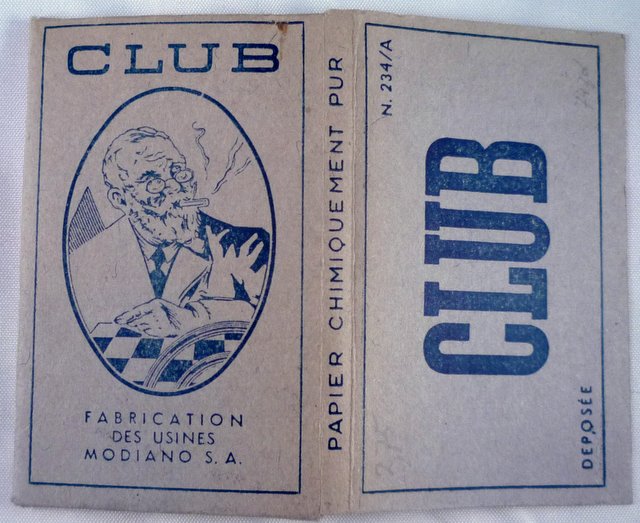 CLUB
FABRICATION
DES USINES
MODIANO S. A.
PAPIER CHIMIQUEMENT PUR
N. 234/A
CLUB
DEPOSÉE